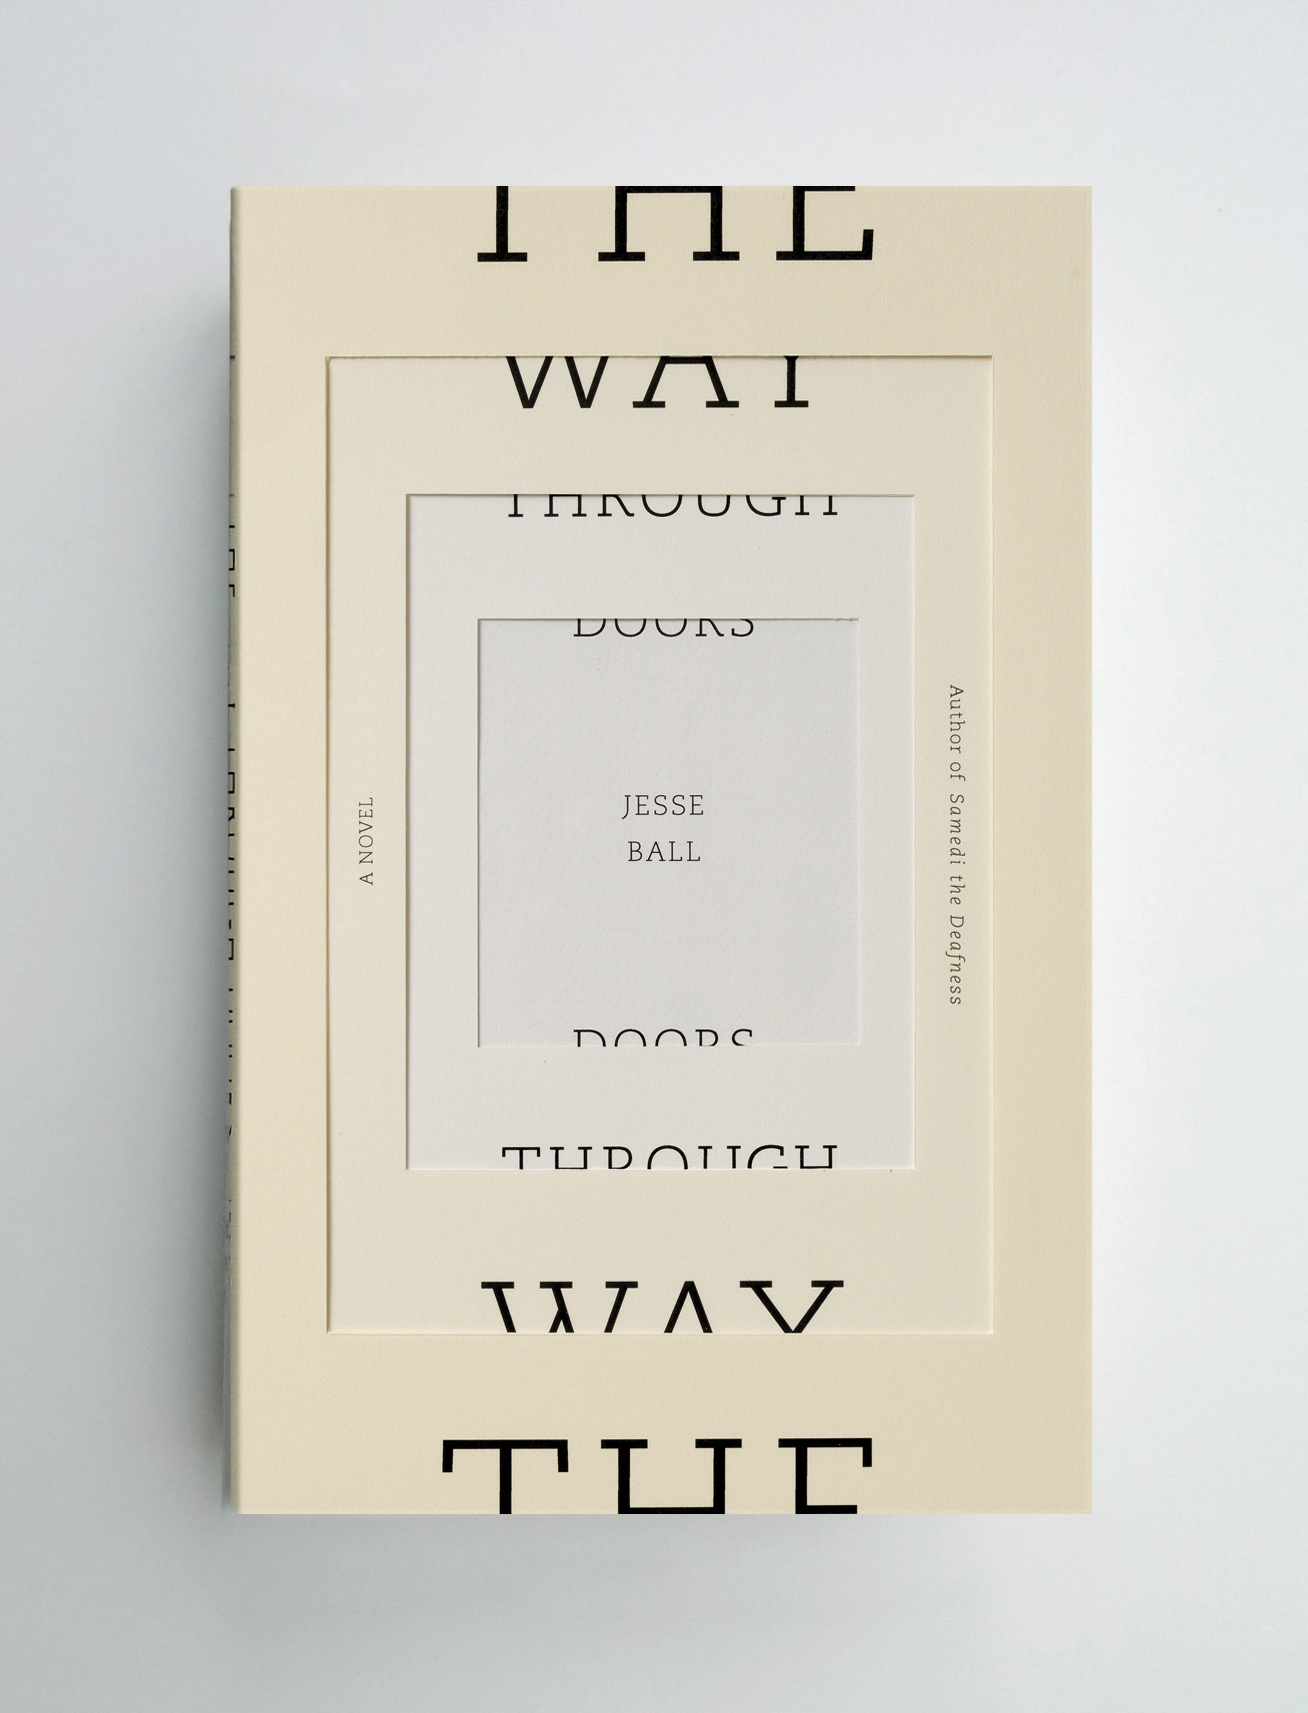 THE
WAY
THROUGH
DOORS
JESSE
BALL
A NOVEL
Author of Samedi the Deafness
DOORS
THROUGH
WAY
THE